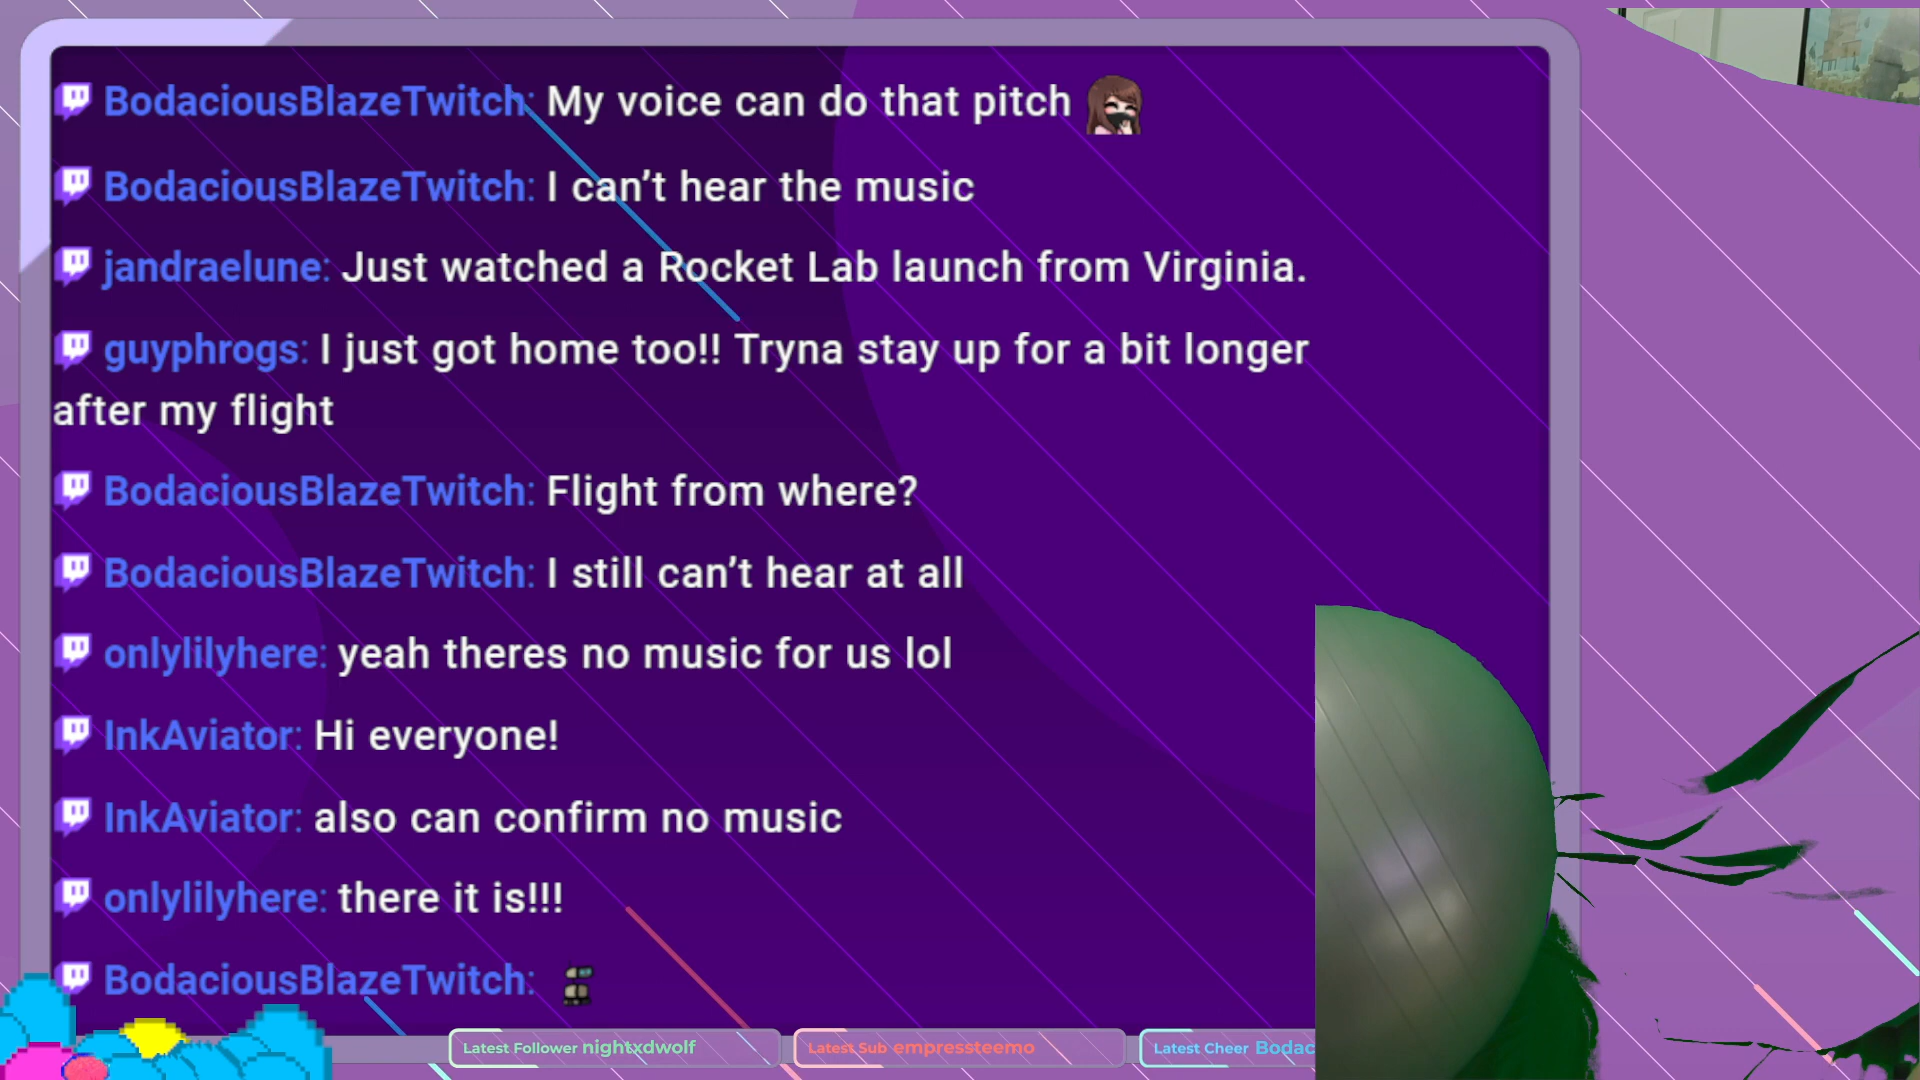 BodaciousBlazeTwitch: My voice can do that pitch
BodaciousBlazeTwitch: I can’t hear the music
jandraelune: Just watched a Rocket Lab launch from Virginia.
guyphrogs: I just got home too!! Tryna stay up for a bit longer
after my flight
BodaciousBlazeTwitch: Flight from where?
BodaciousBlazeTwitch: I still can’t hear at all
onlylilyhere: yeah theres no music for us lol
InkAviator: Hi everyone!
InkAviator: also can confirm no music
onlylilyhere: there it is!!!
BodaciousBlazeTwitch:
Latest Follower nightxdwolf
Latest Sub empressteemo
Latest Cheer Bodac